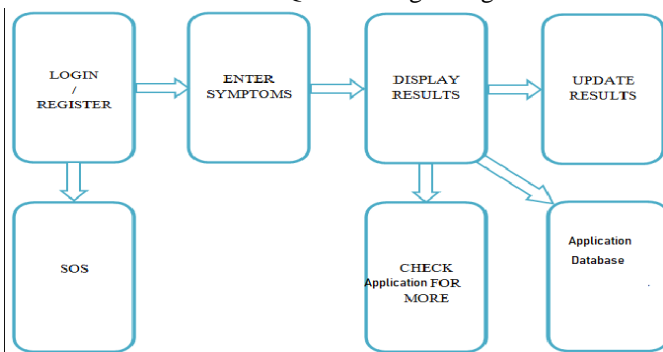 LOGIN
/
REGISTER
ENTER
SYMPTOMS
DISPLAY
RESULTS
UPDATE
RESULTS
SOS
CHECK
Application FOR
MORE
Application
Database
.